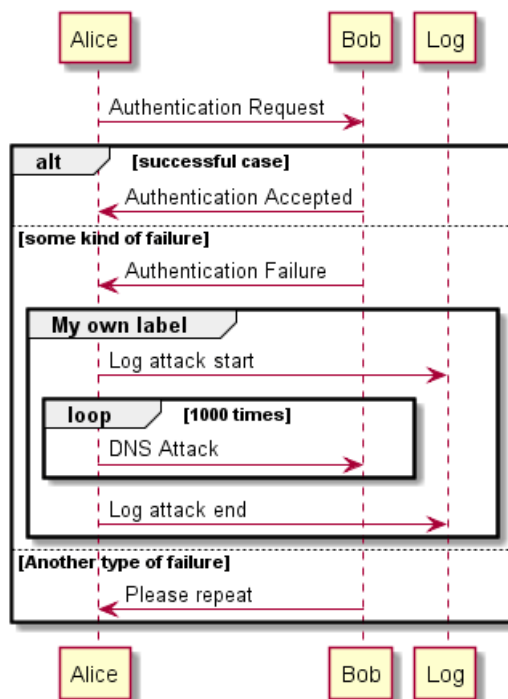 Alice Bob Log
Authentication Request
alt [successful case]
Authentication Accepted
[some kind of failure]
Authentication Failure
My own label
Log attack start
loop [1000 times]
DNS Attack
Log attack end
[Another type of failure]
Please repeat
Alice Bob Log